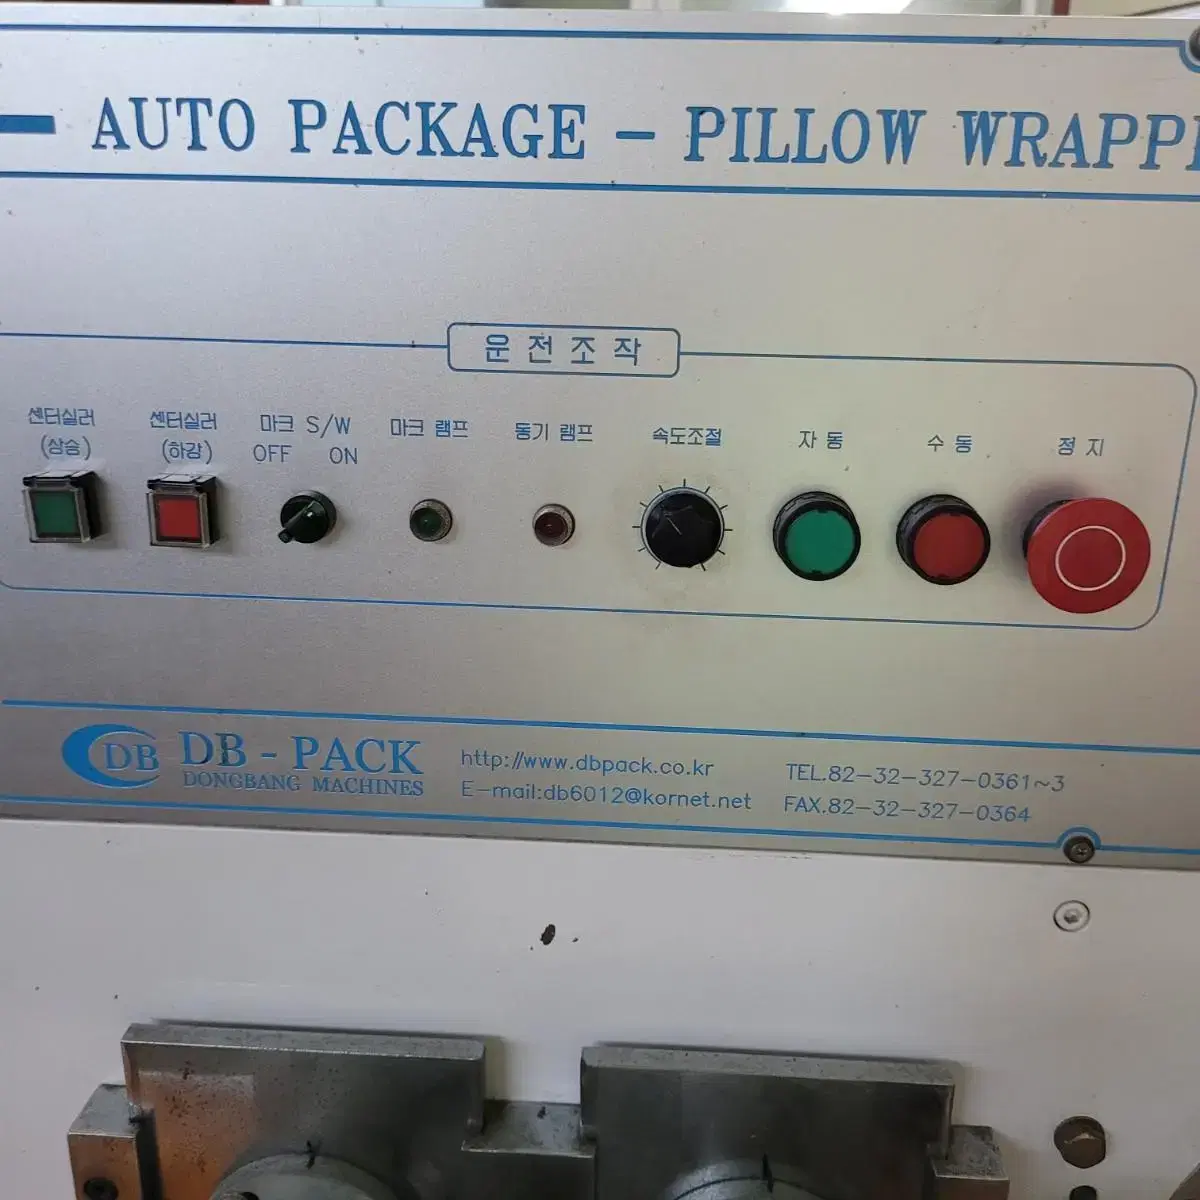 AUTO PACKAGE - PILLOW WRAPP
운전조작
센터실러 (상승)
센터실러 (하강)
마크 S/W
OFF ON
마크 램프
동기 램프
속도조절
자동
수동
정지
DB
DB - PACK
DONGBANG MACHINES
http://www.dbpack.co.kr
E-mail:db6012@kornet.net
TEL.82-32-327-0361~3
FAX.82-32-327-0364